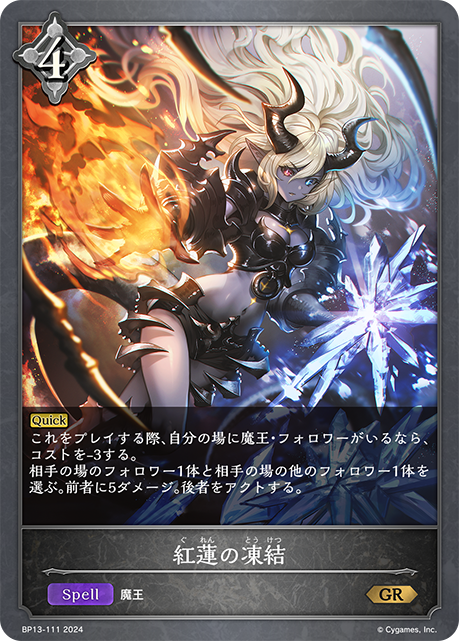 4
Quick
これをプレイする際、自分の場に魔王・フォロワーがいるなら、
コストを-3する。
相手の場のフォロワー1体と相手の場の他のフォロワー1体を
選ぶ。前者に5ダメージ。後者をアクトする。
ぐ れん とう けつ
紅蓮の凍結
Spell 魔王 GR
BP13-111 2024 © Cygames, Inc.